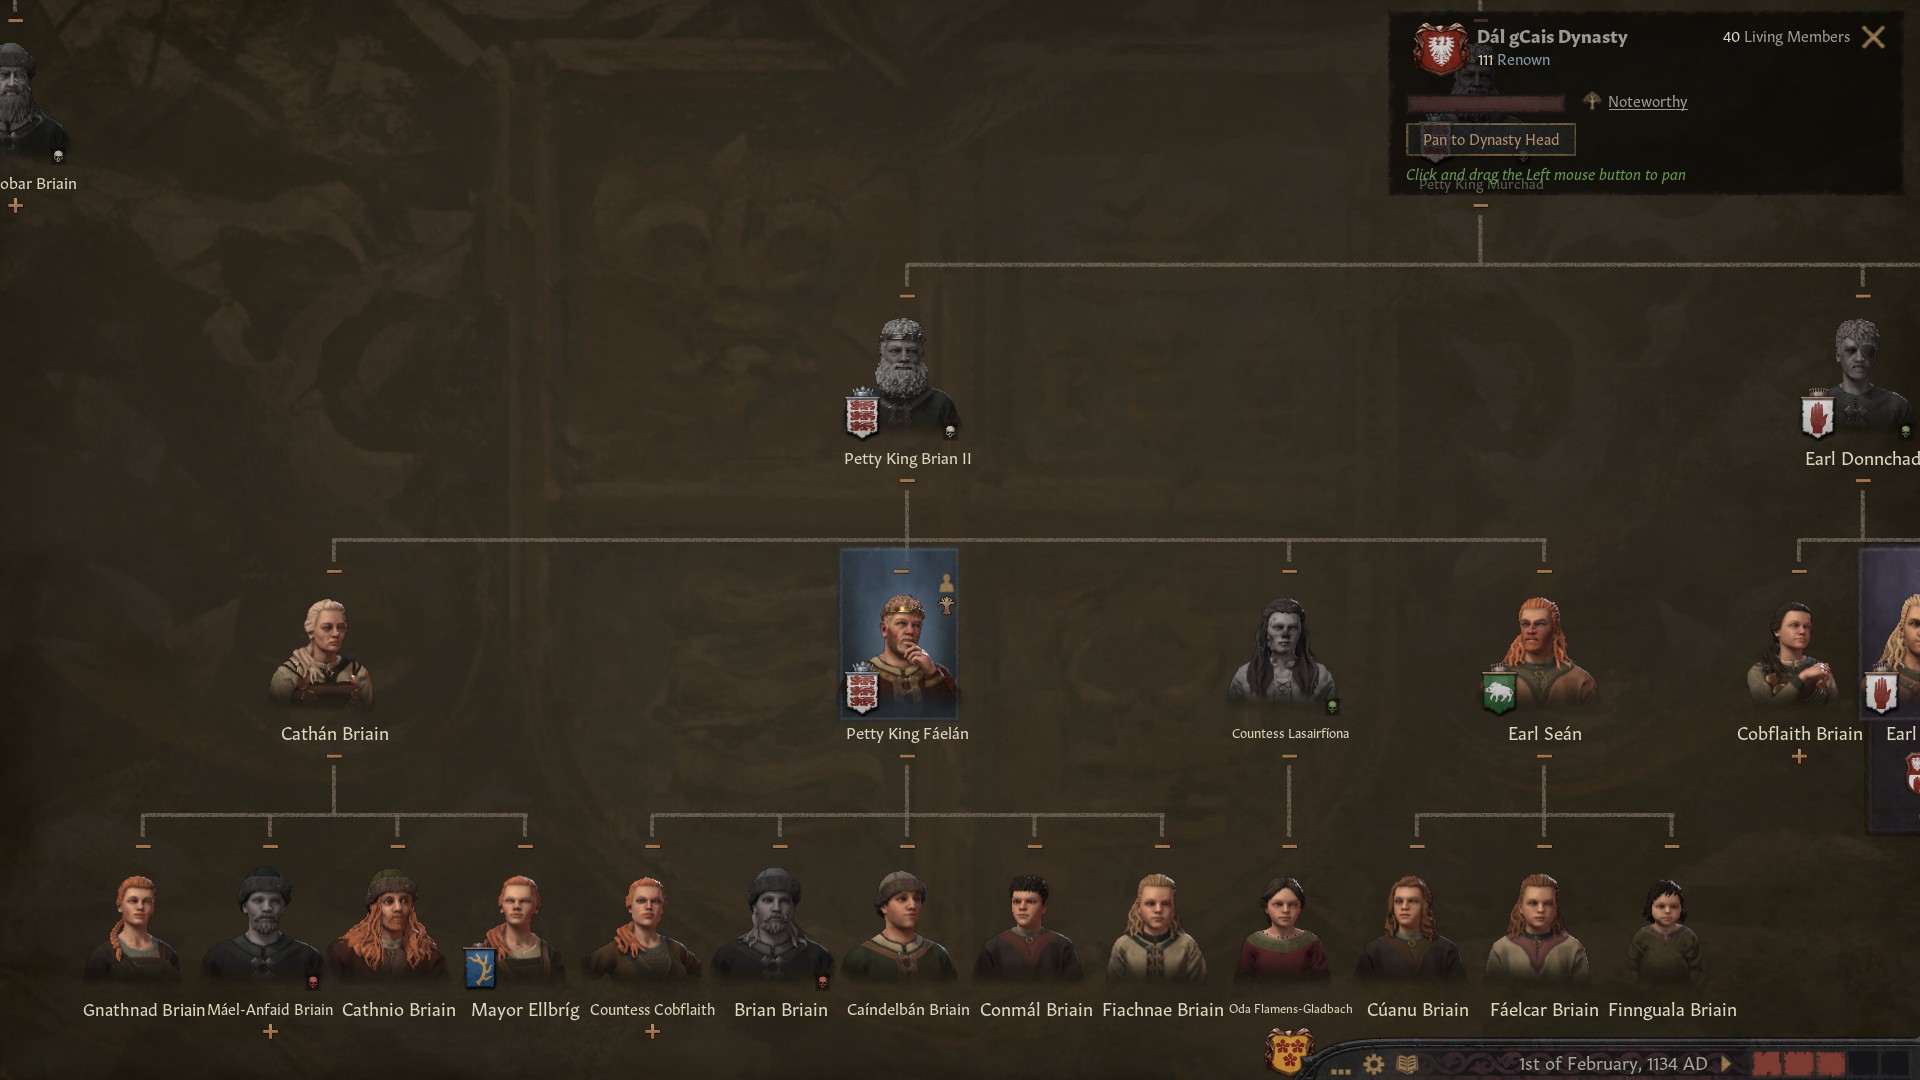 Dál gCais Dynasty
40 Living Members
111 Renown
Noteworthy
Pan to Dynasty Head
Click and drag the Left mouse button to pan
Petty King Murchad
obar Briain
Petty King Brian II
Earl Donnchad
Cathán Briain
Petty King Fáelán
Countess Lasairfíona
Earl Seán
Cobflaith Briain
Earl
Gnathnad Briain
Máel-Anfaid Briain
Cathnio Briain
Mayor Ellbríg
Countess Cobflaith
Brian Briain
Caíndelbán Briain
Conmál Briain
Fiachnae Briain
Oda Flamens-Gladbach
Cúanu Briain
Fáelcar Briain
Finnguala Briain
1st of February, 1134 AD